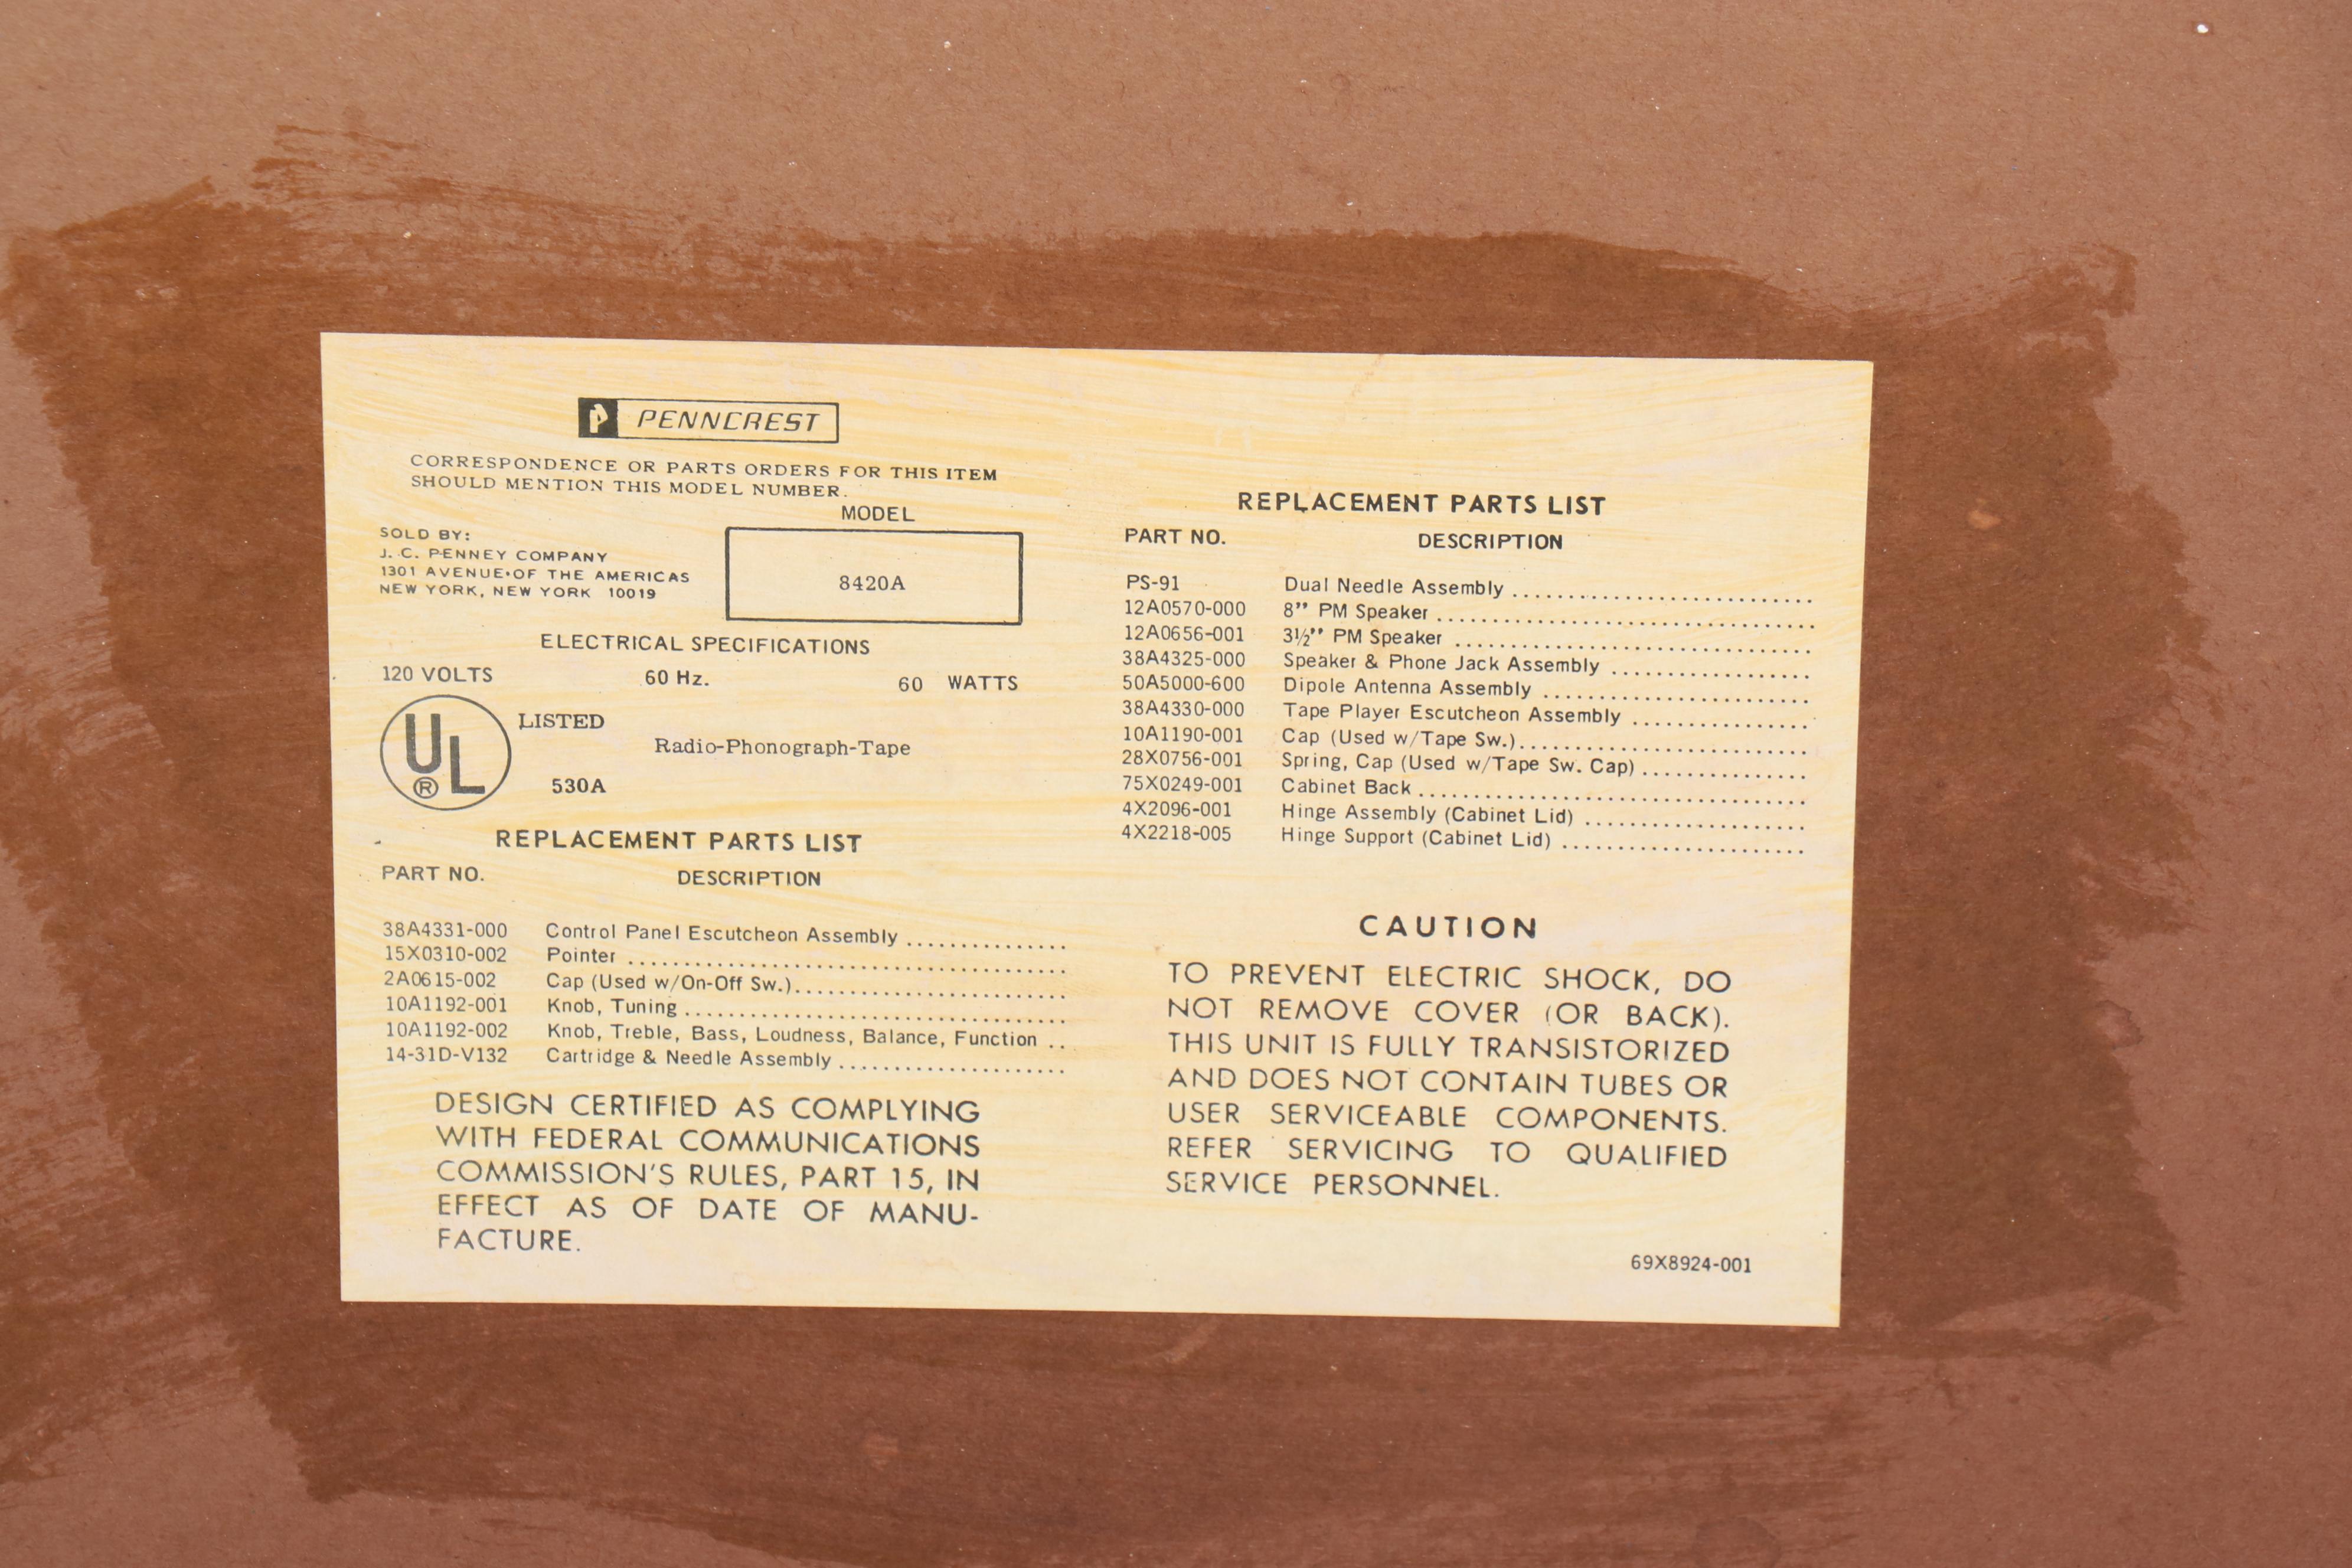 P PENNCREST
CORRESPONDENCE OR PARTS ORDERS FOR THIS ITEM
SHOULD MENTION THIS MODEL NUMBER.
MODEL
SOLD BY:
J. C. PENNEY COMPANY
1301 AVENUE OF THE AMERICAS
NEW YORK, NEW YORK 10019
8420A
ELECTRICAL SPECIFICATIONS
120 VOLTS 60 Hz. 60 WATTS
UL ® LISTED
Radio-Phonograph-Tape
530A
REPLACEMENT PARTS LIST
PART NO. DESCRIPTION
38A4331-000 Control Panel Escutcheon Assembly ...............
15X0310-002 Pointer .......................................
2A0615-002 Cap (Used w/On-Off Sw.)........................
10A1192-001 Knob, Tuning ..................................
10A1192-002 Knob, Treble, Bass, Loudness, Balance, Function ..
14-31D-V132 Cartridge & Needle Assembly .....................
DESIGN CERTIFIED AS COMPLYING
WITH FEDERAL COMMUNICATIONS
COMMISSION'S RULES, PART 15, IN
EFFECT AS OF DATE OF MANU-
FACTURE.
REPLACEMENT PARTS LIST
PART NO. DESCRIPTION
PS-91 Dual Needle Assembly ...........................
12A0570-000 8" PM Speaker ..................................
12A0656-001 3½" PM Speaker ................................
38A4325-000 Speaker & Phone Jack Assembly ..................
50A5000-600 Dipole Antenna Assembly ........................
38A4330-000 Tape Player Escutcheon Assembly ................
10A1190-001 Cap (Used w/Tape Sw.)..........................
28X0756-001 Spring, Cap (Used w/Tape Sw. Cap) ...............
75X0249-001 Cabinet Back ...................................
4X2096-001 Hinge Assembly (Cabinet Lid) ....................
4X2218-005 Hinge Support (Cabinet Lid) ......................
CAUTION
TO PREVENT ELECTRIC SHOCK, DO
NOT REMOVE COVER (OR BACK).
THIS UNIT IS FULLY TRANSISTORIZED
AND DOES NOT CONTAIN TUBES OR
USER SERVICEABLE COMPONENTS.
REFER SERVICING TO QUALIFIED
SERVICE PERSONNEL.
69X8924-001